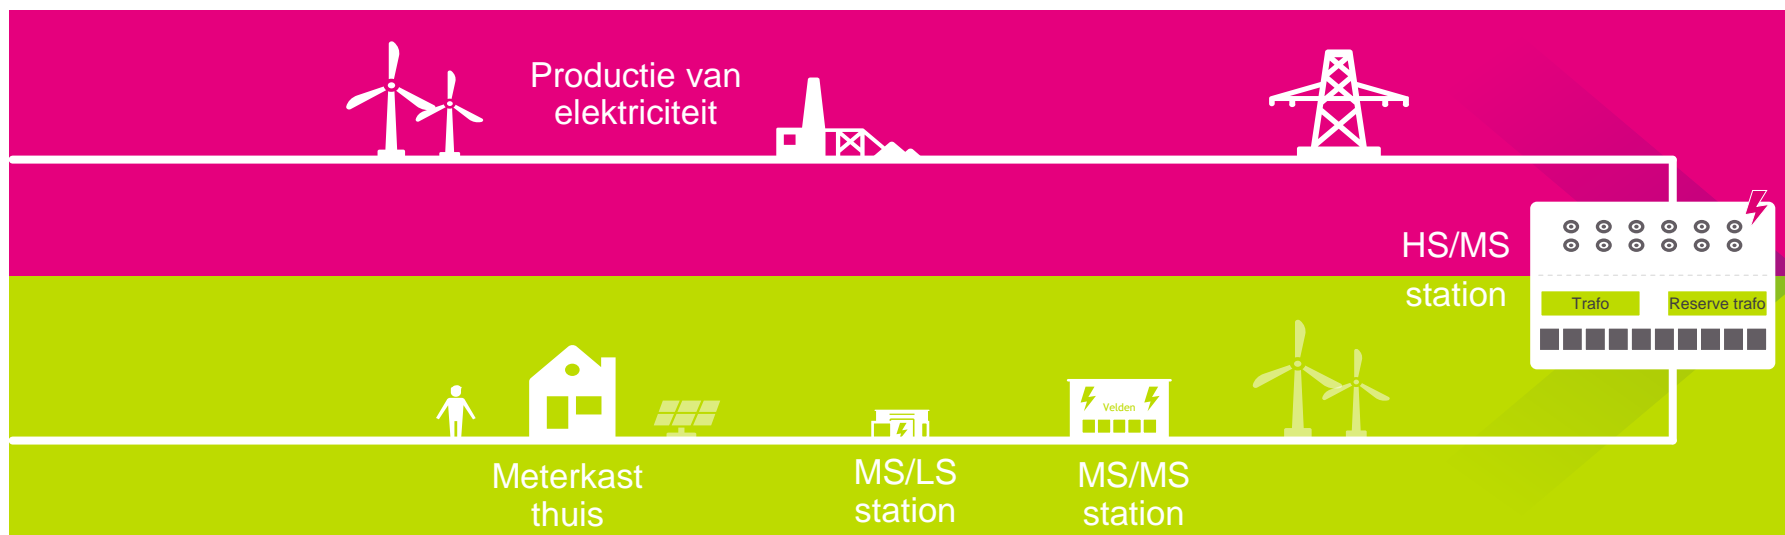 Productie van
elektriciteit
HS/MS
station
Trafo
Reserve trafo
Velden
Meterkast
thuis
MS/LS
station
MS/MS
station